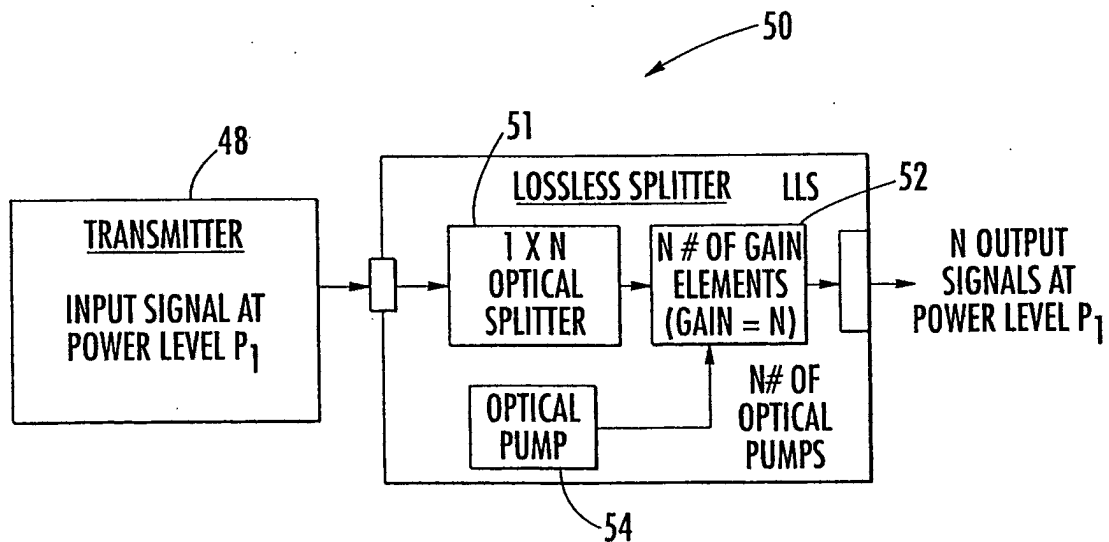 50
48
51
52
TRANSMITTER
INPUT SIGNAL AT
POWER LEVEL P1
LOSSLESS SPLITTER LLS
1 X N
OPTICAL
SPLITTER
N # OF GAIN
ELEMENTS
(GAIN = N)
N OUTPUT
SIGNALS AT
POWER LEVEL P1
OPTICAL
PUMP
N# OF
OPTICAL
PUMPS
54